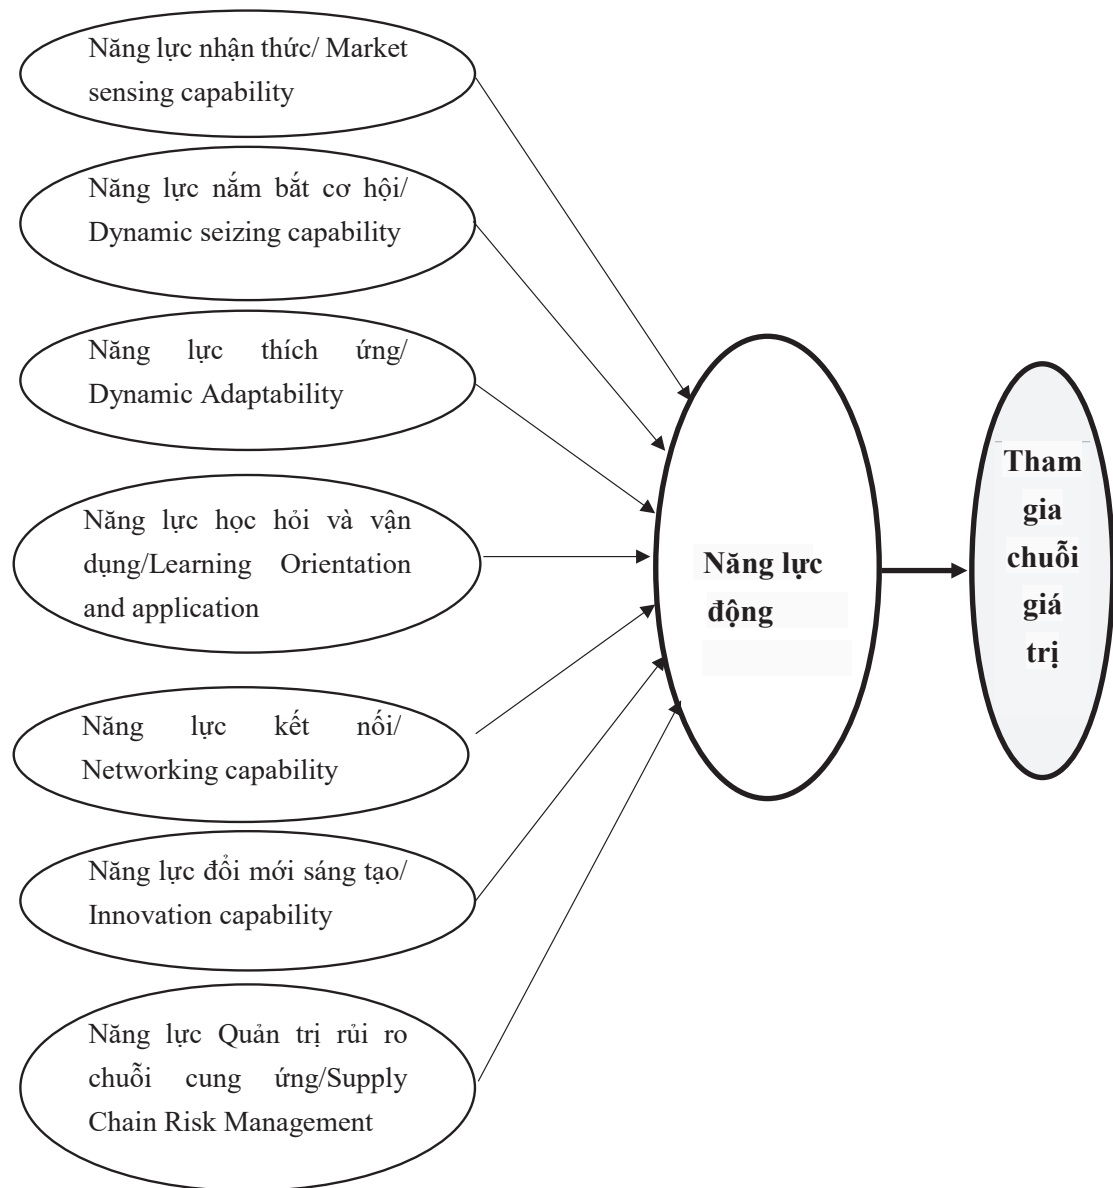 Năng lực nhận thức/ Market
sensing capability
Năng lực nắm bắt cơ hội/
Dynamic seizing capability
Năng lực thích ứng/
Dynamic Adaptability
Năng lực học hỏi và vận
dụng/Learning Orientation
and application
Năng lực kết nối/
Networking capability
Năng lực đổi mới sáng tạo/
Innovation capability
Năng lực Quản trị rủi ro
chuỗi cung ứng/Supply
Chain Risk Management
Năng lực
động
Tham
gia
chuỗi
giá
trị